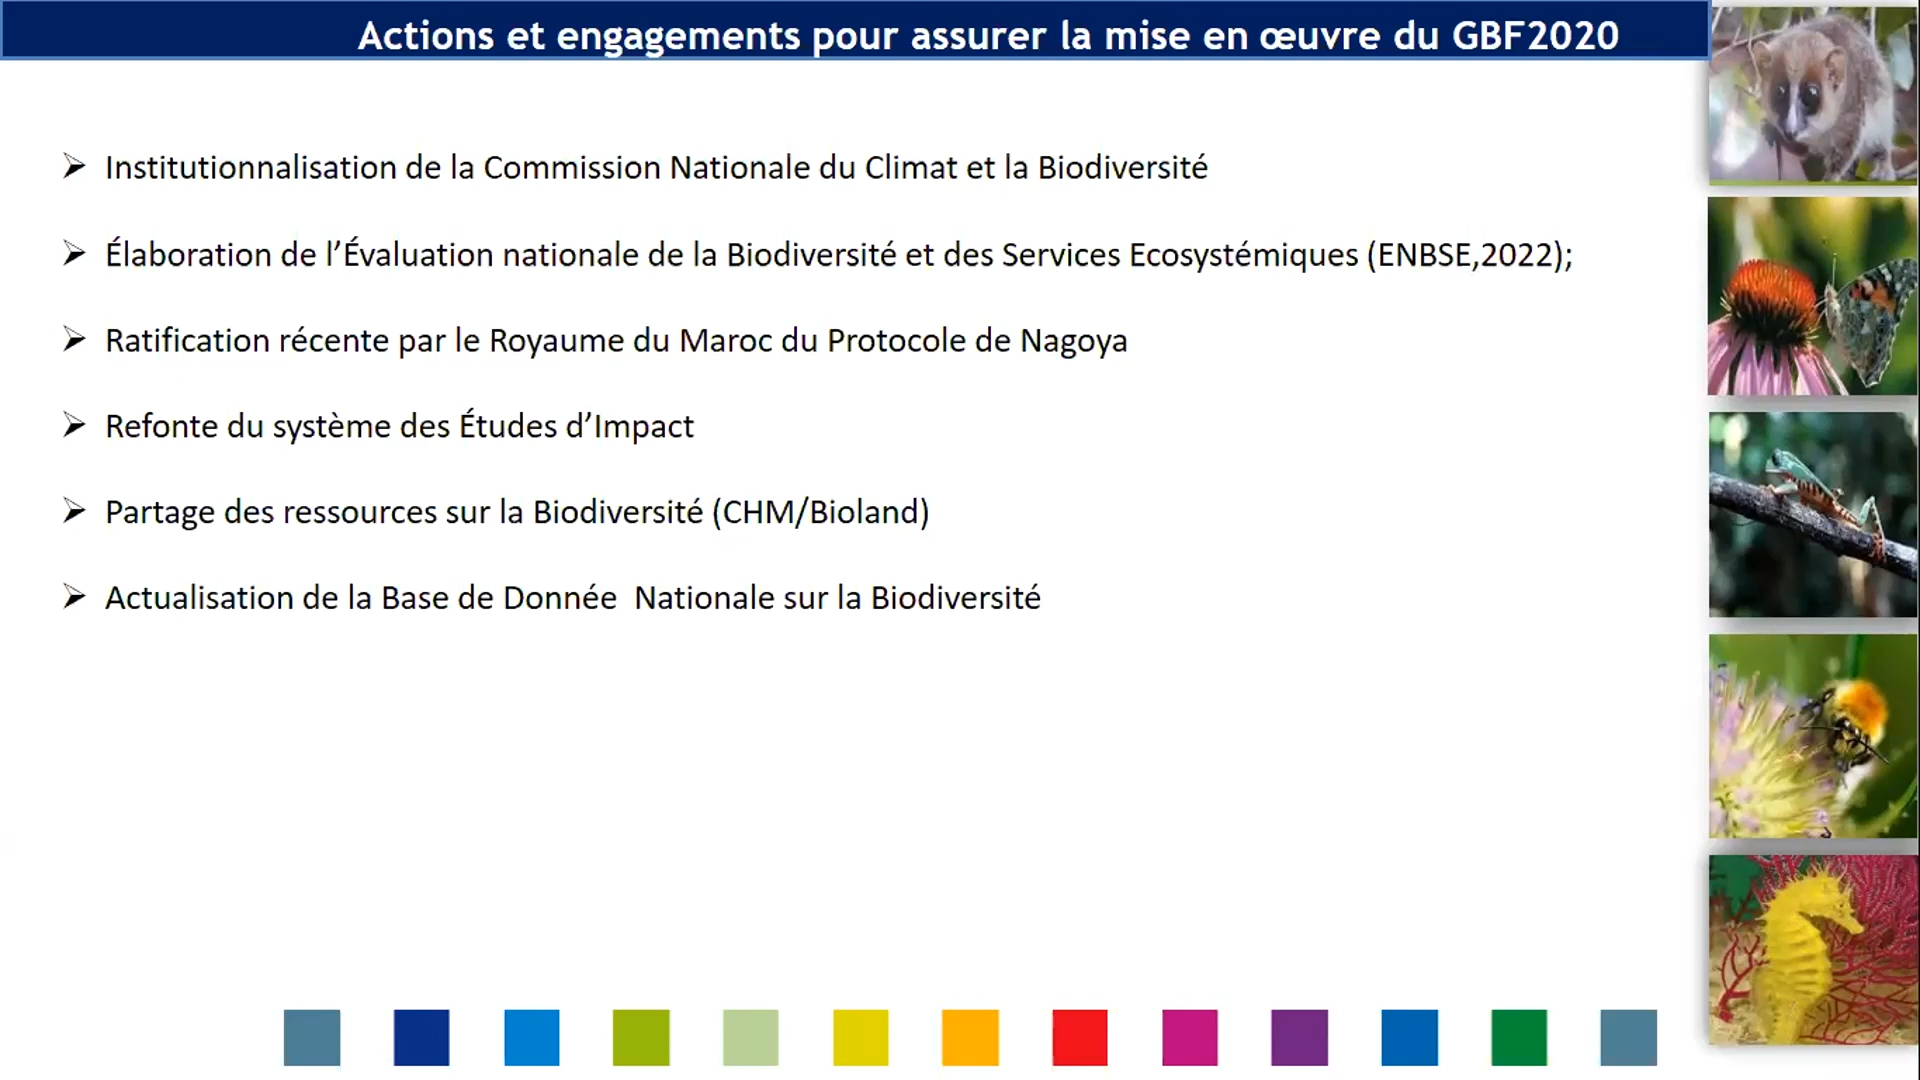 Actions et engagements pour assurer la mise en œuvre du GBF2020
➢ Institutionnalisation de la Commission Nationale du Climat et la Biodiversité
➢ Élaboration de l’Évaluation nationale de la Biodiversité et des Services Ecosystémiques (ENBSE,2022);
➢ Ratification récente par le Royaume du Maroc du Protocole de Nagoya
➢ Refonte du système des Études d’Impact
➢ Partage des ressources sur la Biodiversité (CHM/Bioland)
➢ Actualisation de la Base de Donnée  Nationale sur la Biodiversité